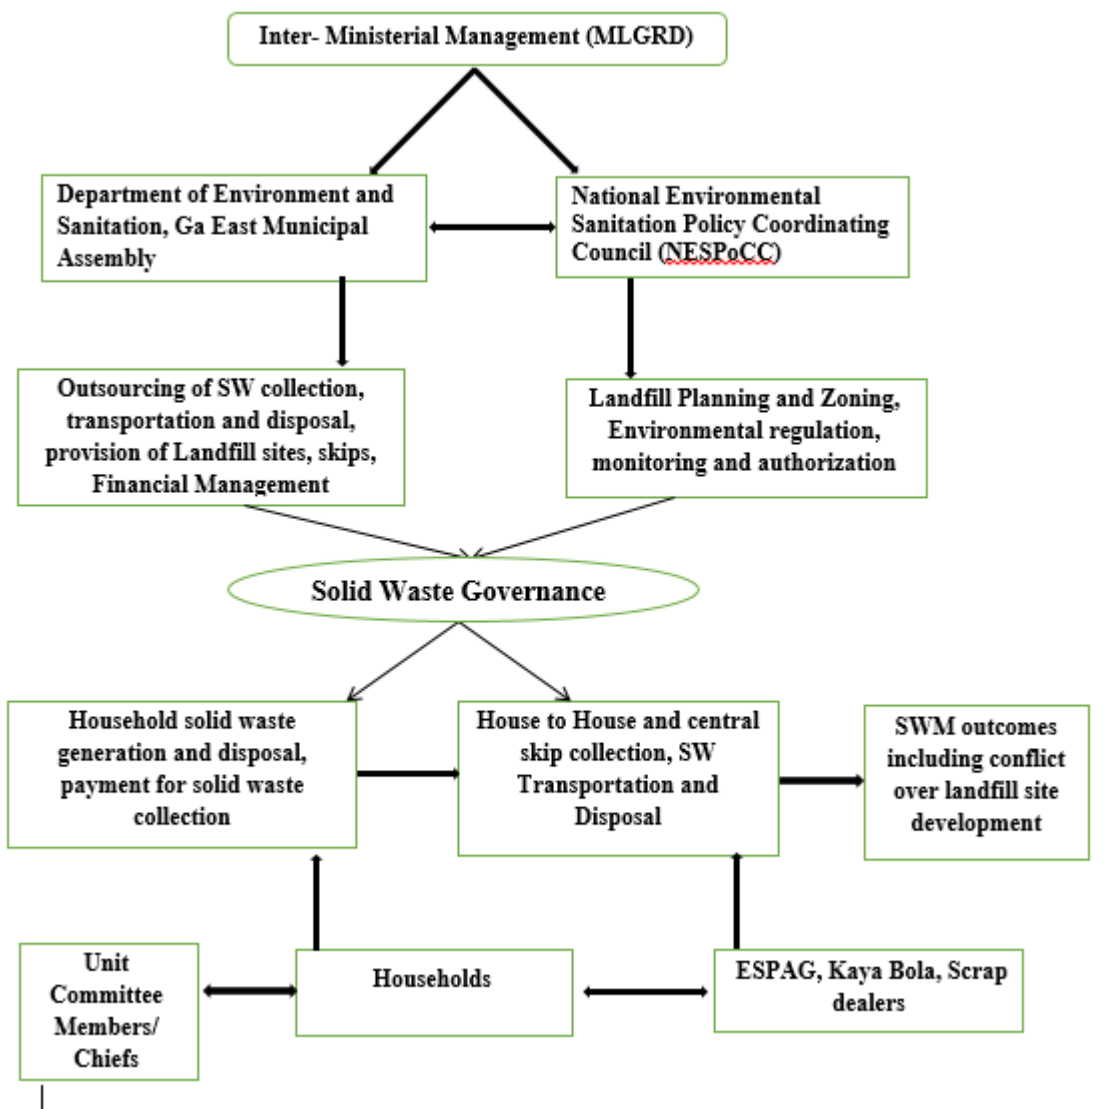 Inter- Ministerial Management (MLGRD)
Department of Environment and
Sanitation, Ga East Municipal
Assembly
National Environmental
Sanitation Policy Coordinating
Council (NESPoCC)
Outsourcing of SW collection,
transportation and disposal,
provision of Landfill sites, skips,
Financial Management
Landfill Planning and Zoning,
Environmental regulation,
monitoring and authorization
Solid Waste Governance
Household solid waste
generation and disposal,
payment for solid waste
collection
House to House and central
skip collection, SW
Transportation and
Disposal
SWM outcomes
including conflict
over landfill site
development
Unit
Committee
Members/
Chiefs
Households
ESPAG, Kaya Bola, Scrap
dealers